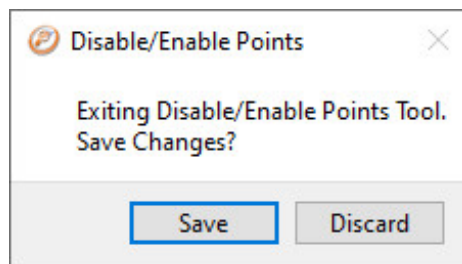 Disable/Enable Points
Exiting Disable/Enable Points Tool.
Save Changes?
Save
Discard